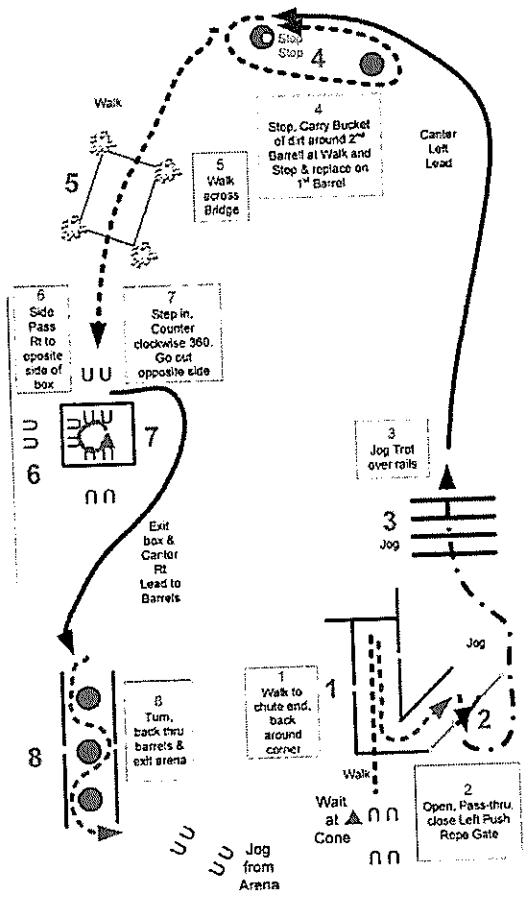 Stop
Stop
4
4
Stop, Carry Bucket
of dirt around 2nd
Barrell at Walk and
Stop & replace on
1st Barrel
Canter
Left
Lead
Walk
5
5
Walk
across
Bridge
6
Side
Pass
Rt to
oposite
side of
box
7
Step in,
Counter
clockwise 360.
Go out
opposite side
7
6
3
Jog Trot
over rails
3
Jog
Exit
box &
Canter
Rt
Lead to
Barrels
Jog
1
Walk to
chute end,
back
around
corner
1
2
8
8
Turn,
back thru
barrels &
exit arena
Walk
Wait
at
Cone
2
Open, Pass-thru,
close Left Push
Rope Gate
Jog
from
Arena